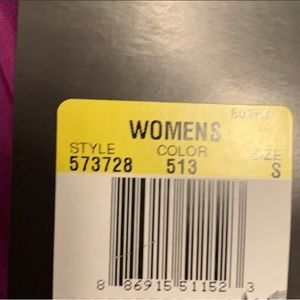 WOMENS
STYLE COLOR SIZE
573728 513 S
8 86915 51152 3